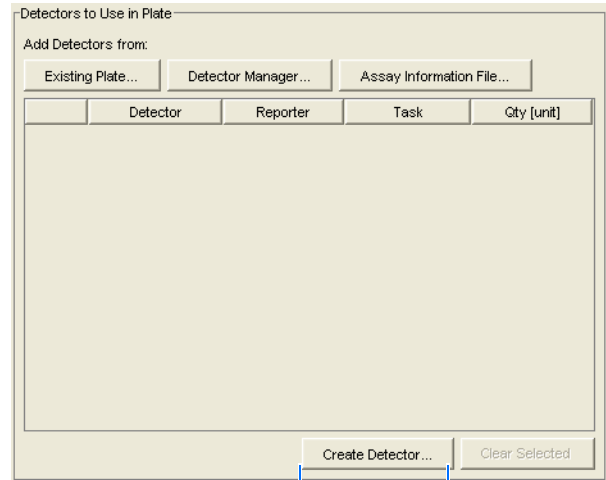 Detectors to Use in Plate
Add Detectors from:
Existing Plate... Detector Manager... Assay Information File...
Detector Reporter Task Qty [unit]
Create Detector... Clear Selected